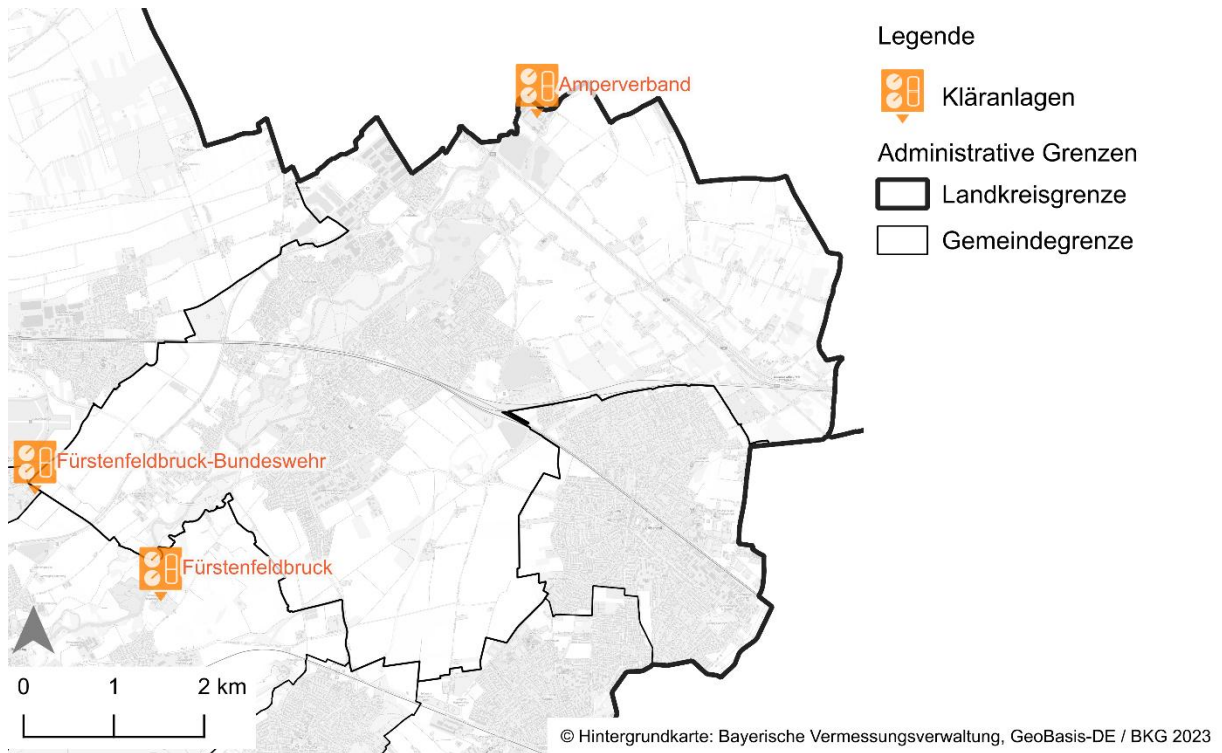 Legende
Kläranlagen
Administrative Grenzen
Landkreisgrenze
Gemeindegrenze
Amperverband
Fürstenfeldbruck-Bundeswehr
Fürstenfeldbruck
0 1 2 km
© Hintergrundkarte: Bayerische Vermessungsverwaltung, GeoBasis-DE / BKG 2023